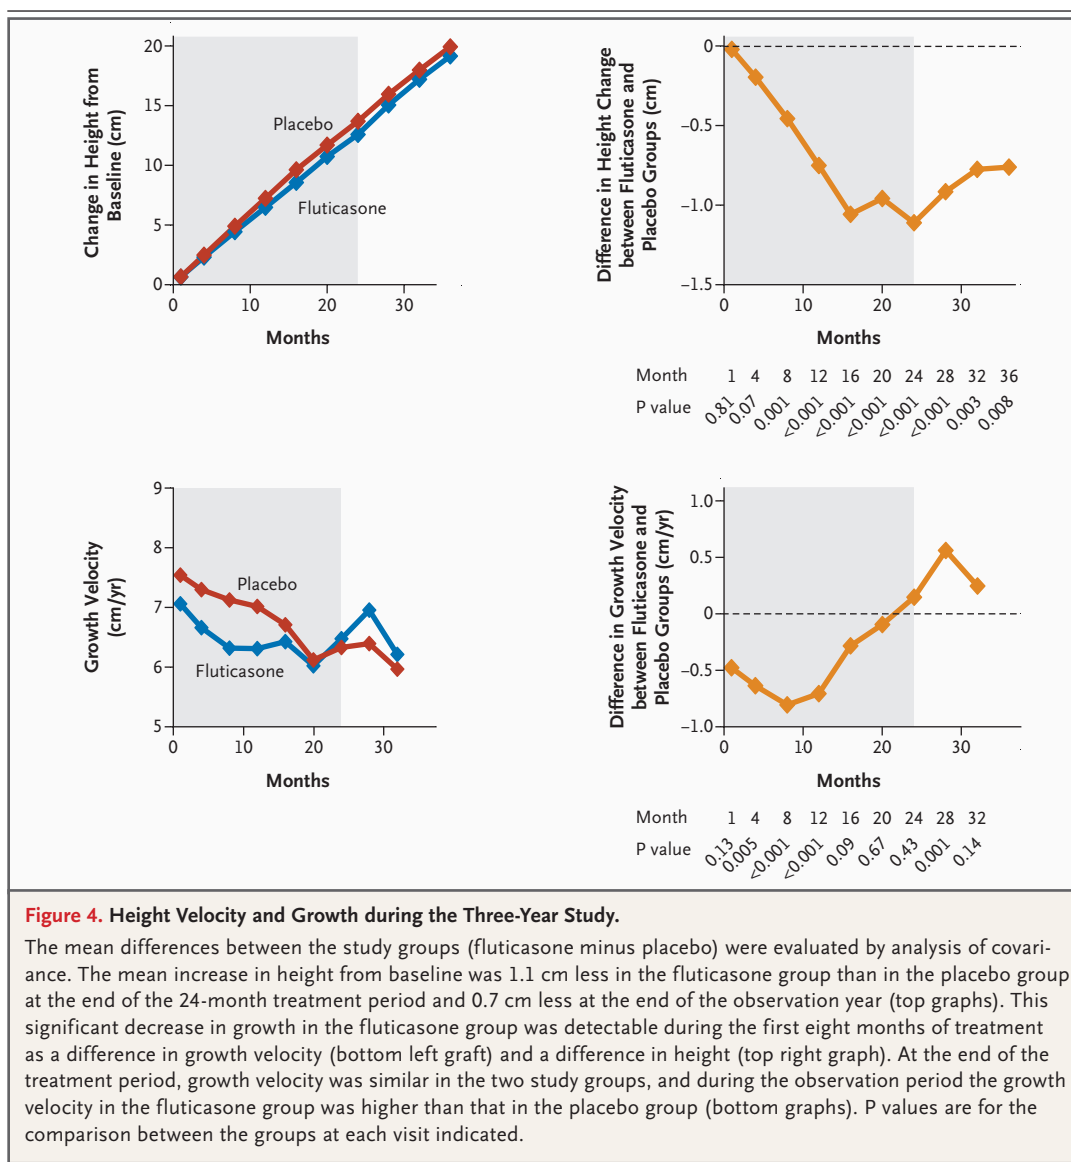 Change in Height from
Baseline (cm)
20
15
10
5
0
Placebo
Fluticasone
0 10 20 30
Months
Difference in Height Change
between Fluticasone and
Placebo Groups (cm)
0
–0.5
–1.0
–1.5
0 10 20 30
Months
Month 1 4 8 12 16 20 24 28 32 36
P value 0.81 0.07 0.001 <0.001 <0.001 <0.001 <0.001 <0.001 0.003 0.008
Growth Velocity
(cm/yr)
9
8
7
6
5
Placebo
Fluticasone
0 10 20 30
Months
Difference in Growth Velocity
between Fluticasone and
Placebo Groups (cm/yr)
1.0
0.5
0
–0.5
–1.0
0 10 20 30
Months
Month 1 4 8 12 16 20 24 28 32
P value 0.13 0.005 <0.001 <0.001 0.09 0.67 0.43 0.001 0.14
Figure 4. Height Velocity and Growth during the Three-Year Study.
The mean differences between the study groups (fluticasone minus placebo) were evaluated by analysis of covari-
ance. The mean increase in height from baseline was 1.1 cm less in the fluticasone group than in the placebo group
at the end of the 24-month treatment period and 0.7 cm less at the end of the observation year (top graphs). This
significant decrease in growth in the fluticasone group was detectable during the first eight months of treatment
as a difference in growth velocity (bottom left graft) and a difference in height (top right graph). At the end of the
treatment period, growth velocity was similar in the two study groups, and during the observation period the growth
velocity in the fluticasone group was higher than that in the placebo group (bottom graphs). P values are for the
comparison between the groups at each visit indicated.